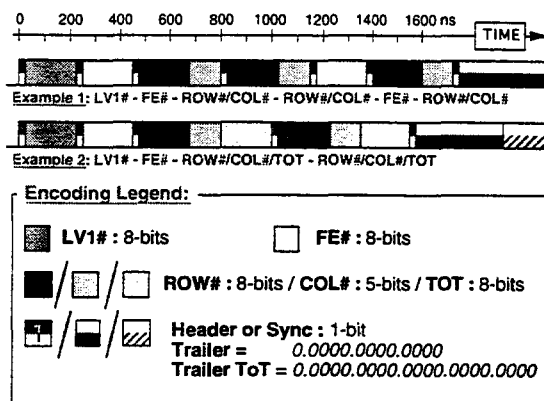 0 200 400 600 800 1000 1200 1400 1600 ns
TIME
Example 1: LV1# - FE# - ROW#/COL# - ROW#/COL# - FE# - ROW#/COL#
Example 2: LV1# - FE# - ROW#/COL#/TOT - ROW#/COL#/TOT
Encoding Legend:
LV1# : 8-bits
FE# : 8-bits
ROW# : 8-bits / COL# : 5-bits / TOT : 8-bits
1
Header or Sync : 1-bit
Trailer = 0.0000.0000.0000
Trailer ToT = 0.0000.0000.0000.0000.0000